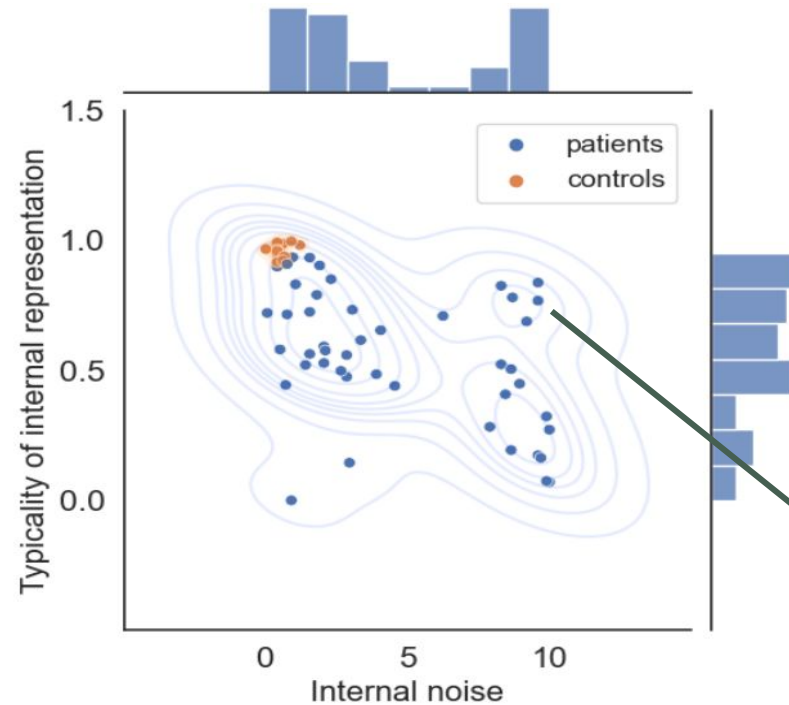 1.5
patients
controls
1.0
0.5
0.0
Typicality of internal representation
0 5 10
Internal noise